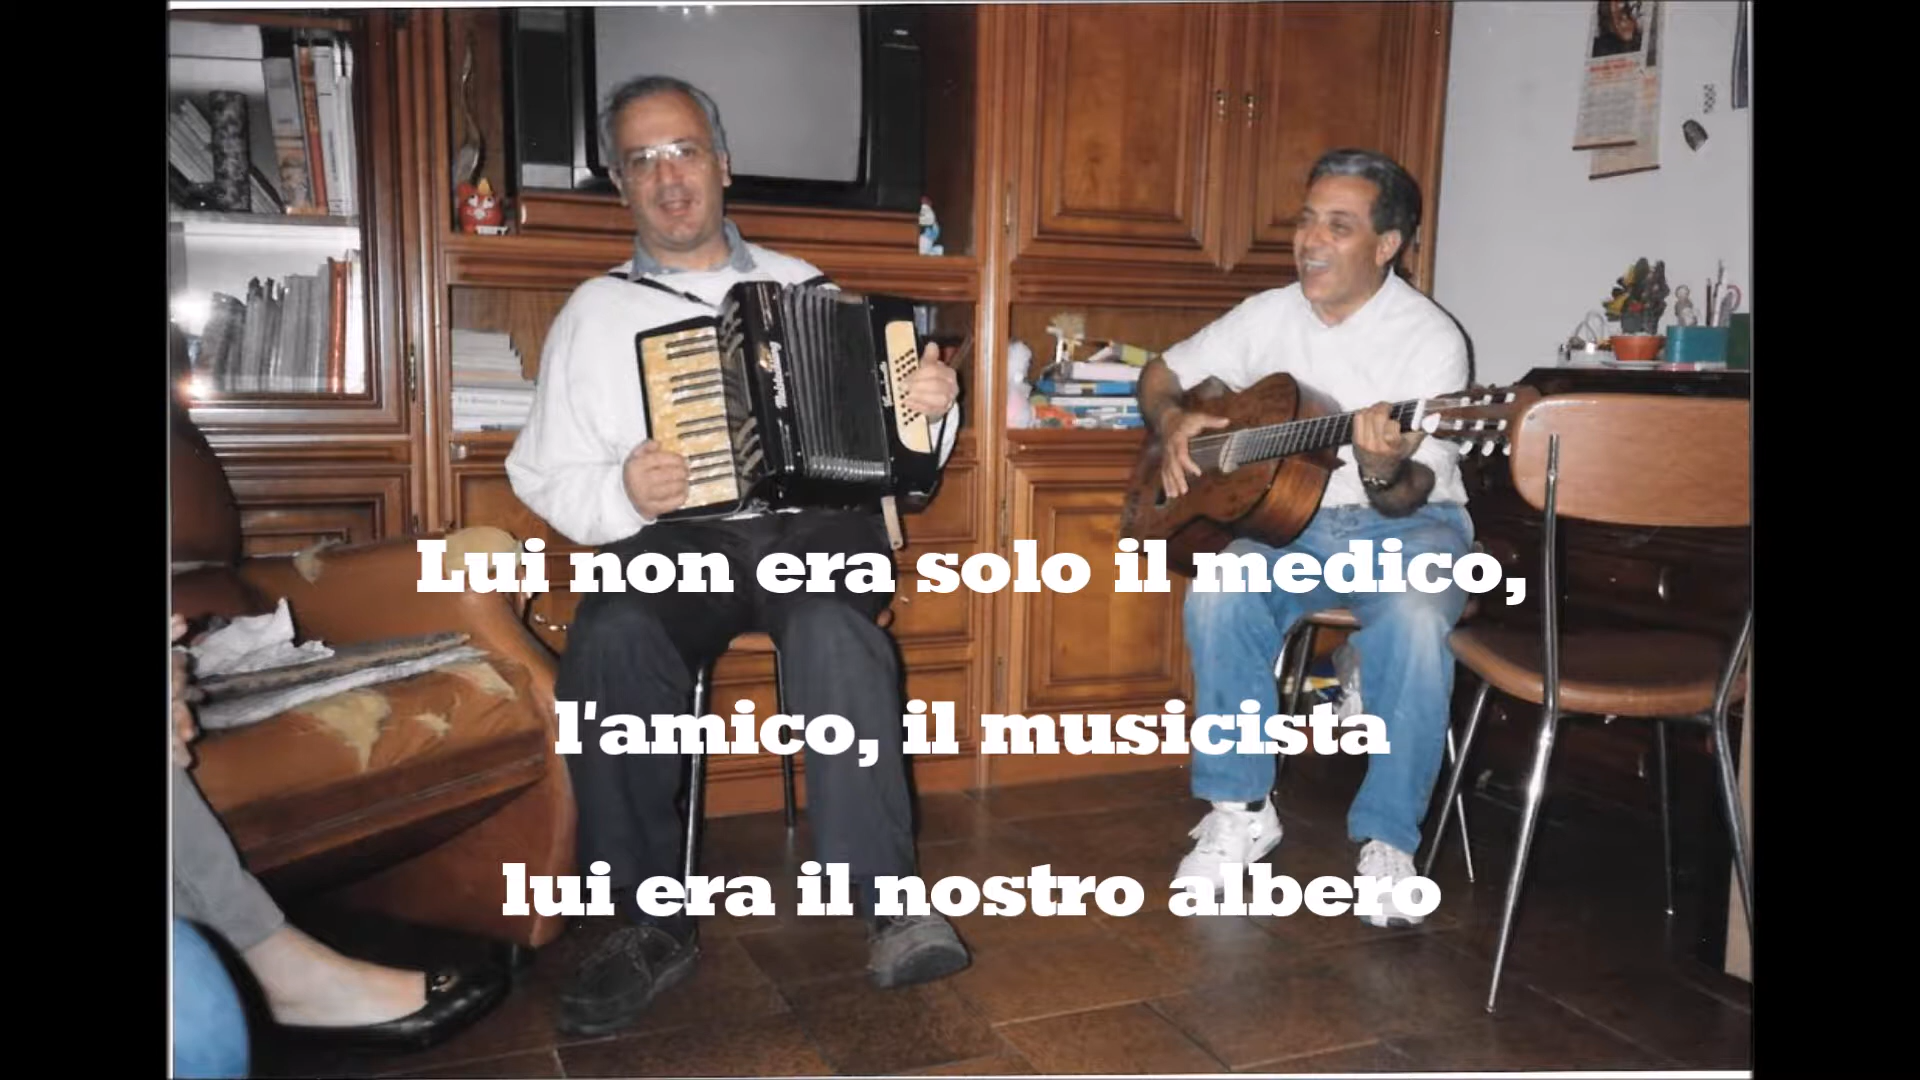 Lui non era solo il medico,
l'amico, il musicista
lui era il nostro albero